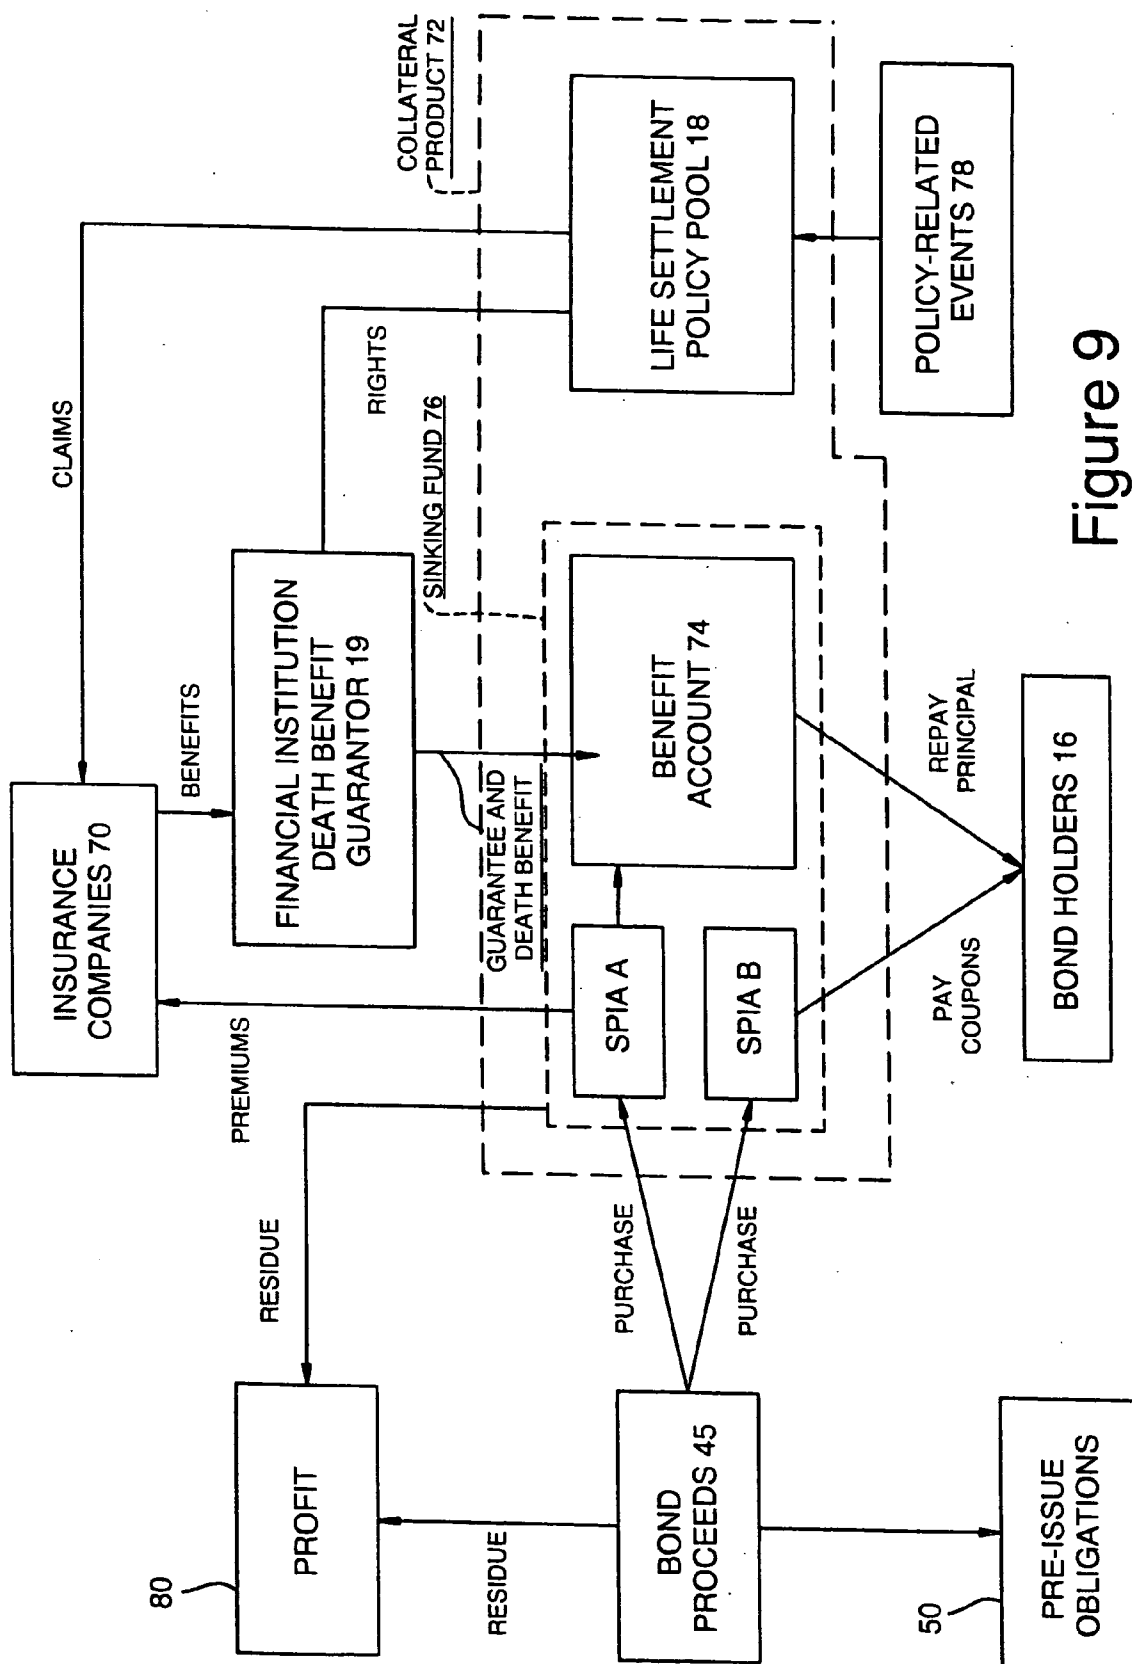 INSURANCE
COMPANIES 70
CLAIMS
BENEFITS
FINANCIAL INSTITUTION
DEATH BENEFIT
GUARANTOR 19
RIGHTS
COLLATERAL
PRODUCT 72
SINKING FUND 76
LIFE SETTLEMENT
POLICY POOL 18
POLICY-RELATED
EVENTS 78
GUARANTEE AND
DEATH BENEFIT
PREMIUMS
BENEFIT
ACCOUNT 74
SPIA A
SPIA B
REPAY
PRINCIPAL
PAY
COUPONS
BOND HOLDERS 16
RESIDUE
PURCHASE
PURCHASE
80
PROFIT
RESIDUE
BOND
PROCEEDS 45
50
PRE-ISSUE
OBLIGATIONS
Figure 9